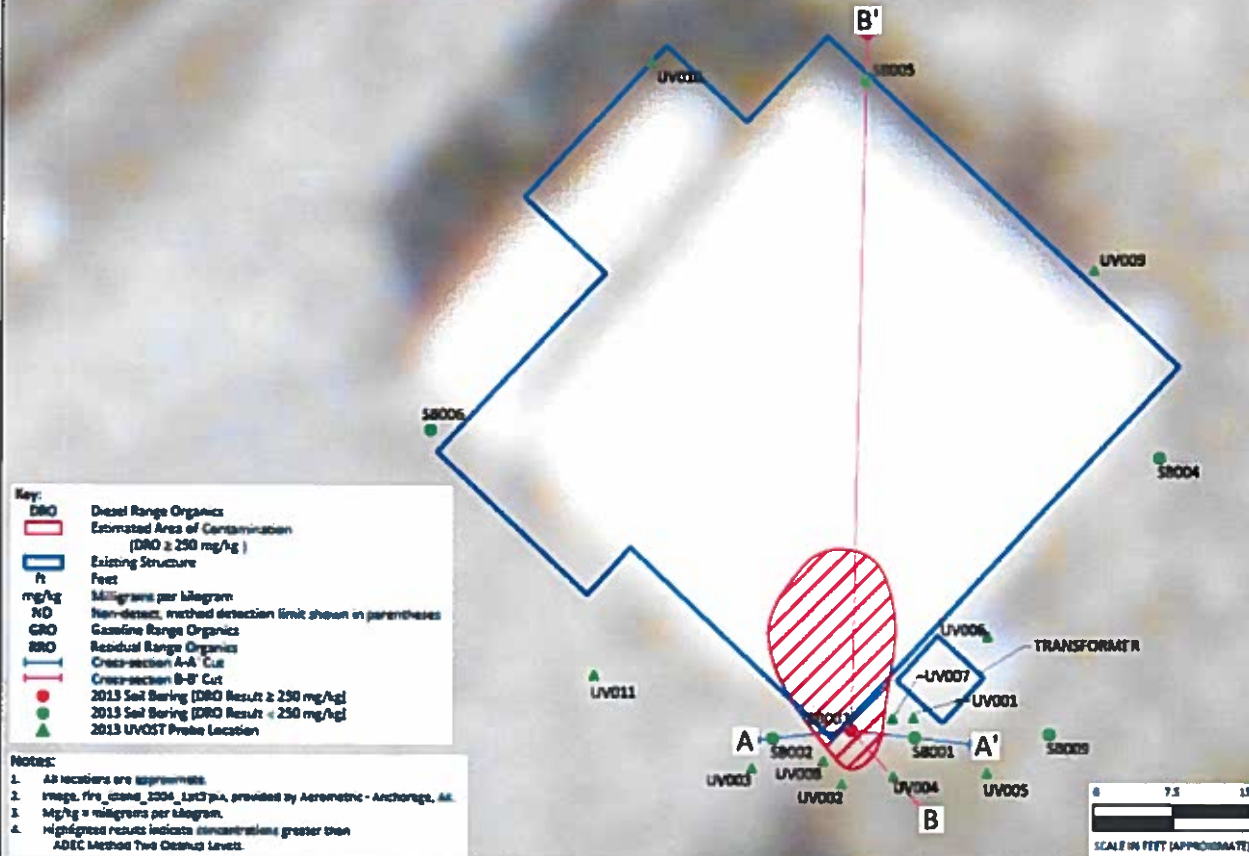 B'
SB005
UV009
SB006
SB004
Key:
DRO Diesel Range Organics
Estimated Area of Contamination
(DRO ≥ 250 mg/kg)
Existing Structure
ft Feet
mg/kg Milligrams per kilogram
ND Non-detect, method detection limit shown in parentheses
GRO Gasoline Range Organics
RRO Residual Range Organics
Cross-section A-A' Cut
Cross-section B-B' Cut
2013 Soil Boring [DRO Result ≥ 250 mg/kg]
2013 Soil Boring [DRO Result < 250 mg/kg]
2013 UVOST Probe Location
UV006
TRANSFORMER
UV007
UV011
UV001
A
SB002
SB001
A'
SB009
UV003
UV002
UV004
UV005
B
Notes:
1. All locations are approximate.
2. Image, provided by Aerometric - Anchorage,
3. Mg/kg = milligrams per kilogram.
4. Highlighted results indicate concentrations greater than
ADEC Method Two Cleanup Levels.
7.5
SCALE IN FEET (APPROXIMATE)